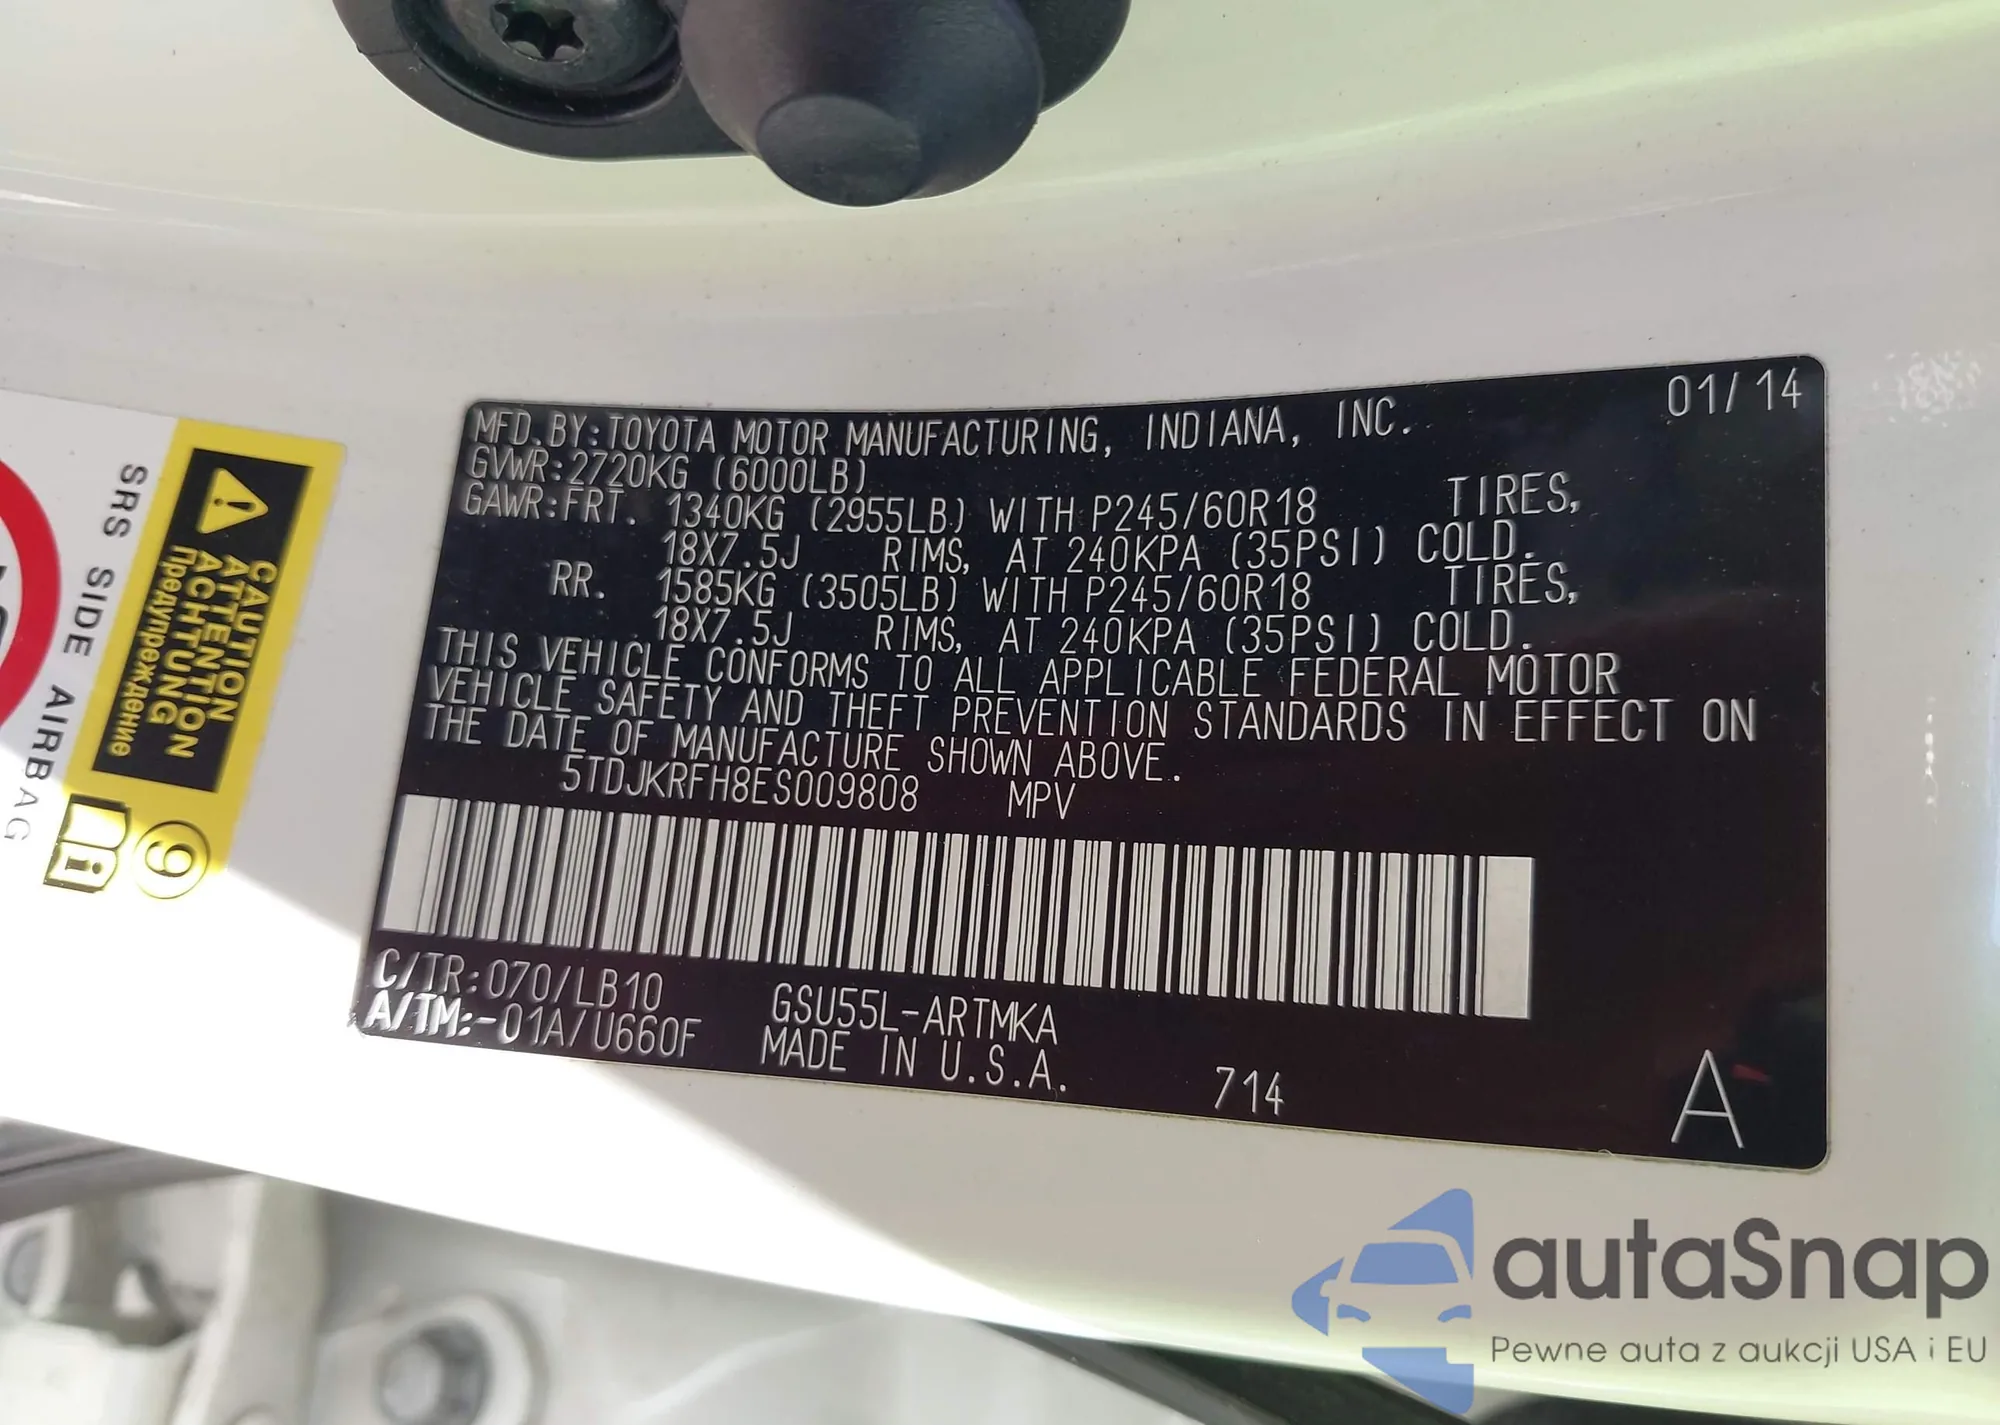 01/14
MFD.BY:TOYOTA MOTOR MANUFACTURING, INDIANA, INC.
GVWR:2720KG (6000LB)
GAWR:FRT. 1340KG (2955LB) WITH P245/60R18 TIRES,
18X7.5J RIMS, AT 240KPA (35PSI) COLD.
RR. 1585KG (3505LB) WITH P245/60R18 TIRES,
18X7.5J RIMS, AT 240KPA (35PSI) COLD.
THIS VEHICLE CONFORMS TO ALL APPLICABLE FEDERAL MOTOR
VEHICLE SAFETY AND THEFT PREVENTION STANDARDS IN EFFECT ON
THE DATE OF MANUFACTURE SHOWN ABOVE.
5TDJKRFH8ES009808 MPV
C/TR:070/LB10 GSU55L-ARTMKA
A/TM:-01A/U660F MADE IN U.S.A.
714
A
CAUTION
ATTENTION
ACHTUNG
Предупреждение
SRS SIDE AIRBAG
9
i
autaSnap
Pewne auta z aukcji USA i EU